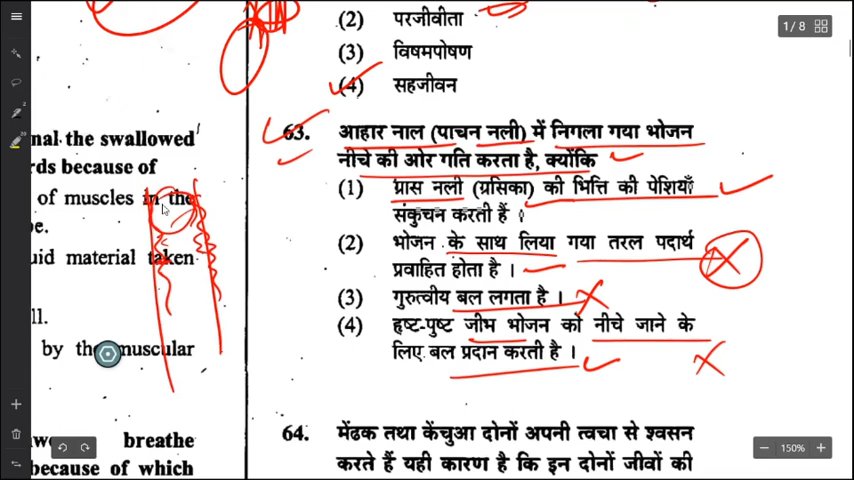 1 / 8
(2) परजीविता
(3) विषमपोषण
(4) सहजीवन
nal the swallowed
rds because of
of muscles in the
be.
uid material taken
ll.
by the muscular
breathe
because of which
63. आहार नाल (पाचन नली) में निगला गया भोजन
नीचे की ओर गति करता है, क्योंकि
(1) ग्रास नली (ग्रसिका) की भित्ति की पेशियाँ
संकुचन करती हैं ।
(2) भोजन के साथ लिया गया तरल पदार्थ
प्रवाहित होता है ।
(3) गुरुत्वीय बल लगता है ।
(4) हृष्ट-पुष्ट जीभ भोजन को नीचे जाने के
लिए बल प्रदान करती है ।
64. मेंढक तथा केंचुआ दोनों अपनी त्वचा से श्वसन
करते हैं यही कारण है कि इन दोनों जीवों की
150%